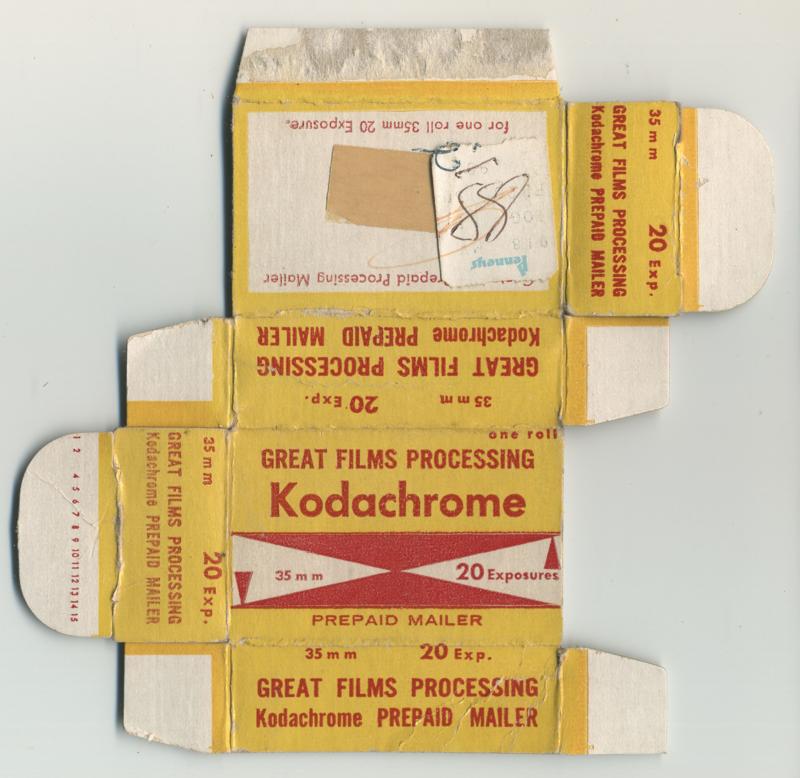 for one roll 35mm 20 Exposure.
88
Penneys
Prepaid Processing Mailer
35 mm
20 Exp.
GREAT FILMS PROCESSING
Kodachrome PREPAID MAILER
35 mm 20 Exp.
GREAT FILMS PROCESSING
Kodachrome PREPAID MAILER
one roll
GREAT FILMS PROCESSING
Kodachrome
35 mm
20 Exposures
PREPAID MAILER
35 mm 20 Exp.
GREAT FILMS PROCESSING
Kodachrome PREPAID MAILER
35 mm 20 Exp.
GREAT FILMS PROCESSING
Kodachrome PREPAID MAILER
1 2 4 5 6 7 8 9 10 11 12 13 14 15